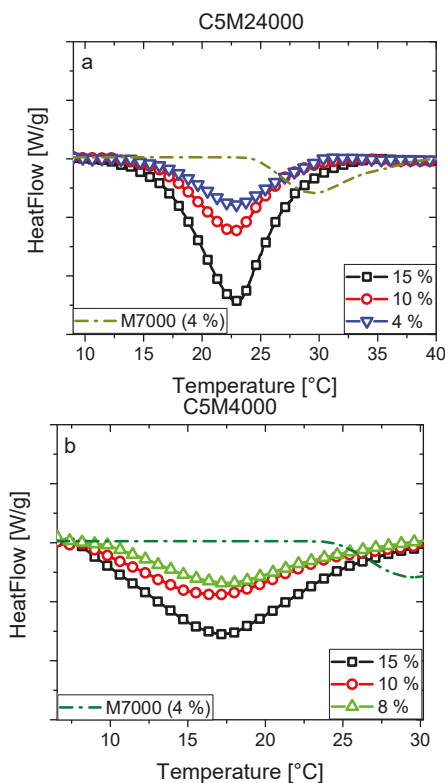 C5M24000
a
HeatFlow [W/g]
15 %
10 %
M7000 (4 %)
4 %
10 15 20 25 30 35 40
Temperature [°C]
C5M4000
b
HeatFlow [W/g]
15 %
10 %
M7000 (4 %)
8 %
10 15 20 25 30
Temperature [°C]